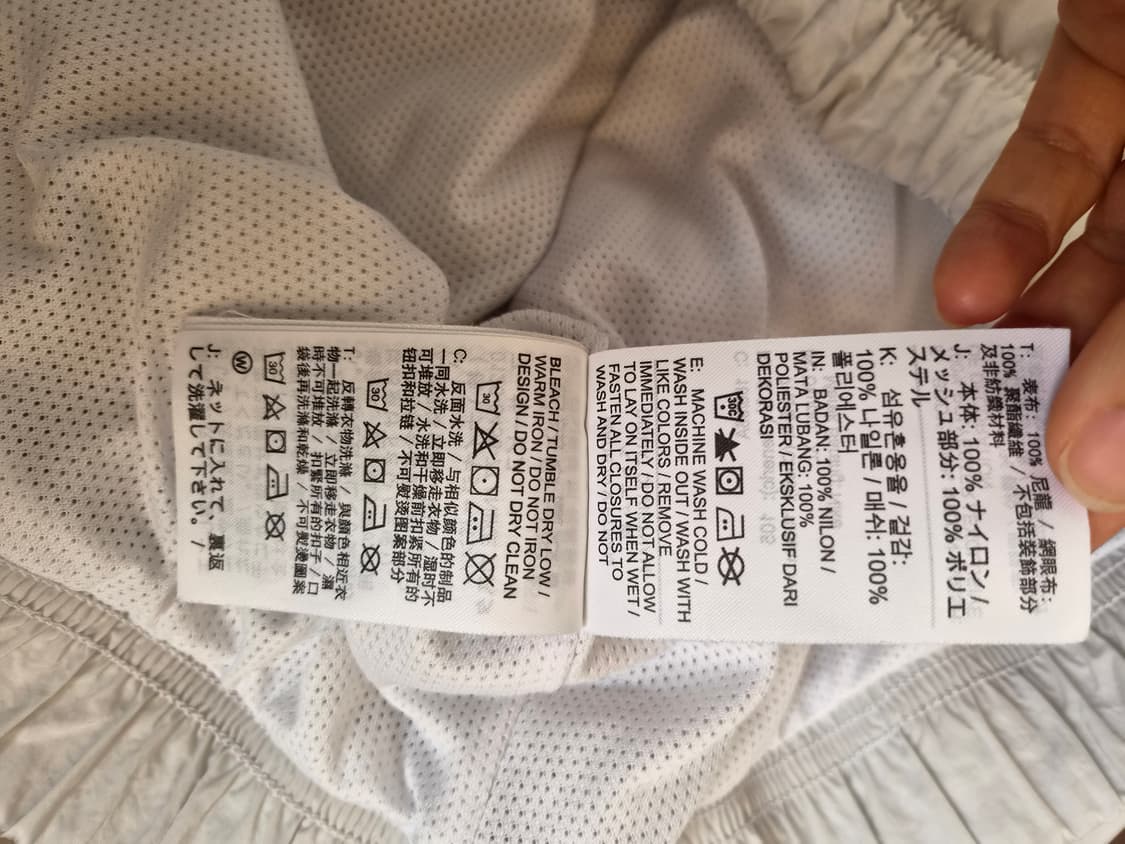 T: 表布: 100% 尼龍 / 網眼布:
100% 聚酯纖維 / 不包括裝飾部分
及非紡織材料
J: 本体: 100% ナイロン /
メッシュ部分: 100% ポリエ
ステル
K: 섬유혼용율 / 겉감:
100% 나일론 / 매쉬: 100%
폴리에스터
IN: BADAN: 100% NILON /
MATA LUBANG: 100%
POLIESTER / EKSKLUSIF DARI
DEKORASI
30
E: MACHINE WASH COLD /
WASH INSIDE OUT / WASH WITH
LIKE COLORS / REMOVE
IMMEDIATELY / DO NOT ALLOW
TO LAY ON ITSELF WHEN WET /
FASTEN ALL CLOSURES TO
WASH AND DRY / DO NOT
BLEACH / TUMBLE DRY LOW /
WARM IRON / DO NOT IRON
DESIGN / DO NOT DRY CLEAN
30
C: 反面水洗 / 与相似颜色的制品
一同水洗 / 立即移走衣物 / 湿时不
可堆放 / 水洗和干燥前扣紧所有的
钮扣和拉链 / 不可熨烫图案部分
30
T: 反轉衣物洗滌 / 與顏色相近衣
物一起洗滌 / 立即移走衣物 / 濕
時不可堆放 / 扣緊所有的扣子 / 口
袋後再洗滌和乾燥 / 不可熨燙圖案
30
W
J: ネットに入れて、裏返
して洗濯して下さい。/